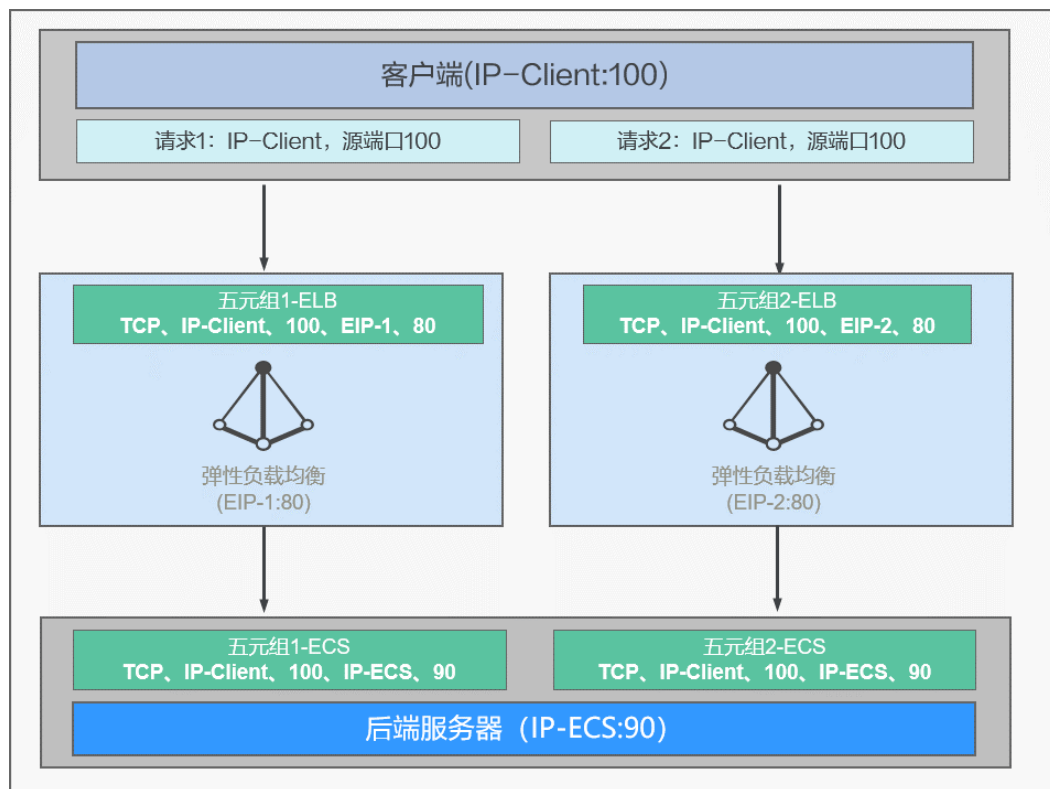 客户端(IP-Client:100)
请求1：IP-Client，源端口100
请求2：IP-Client，源端口100
五元组1-ELB
TCP、IP-Client、100、EIP-1、80
五元组2-ELB
TCP、IP-Client、100、EIP-2、80
弹性负载均衡
(EIP-1:80)
弹性负载均衡
(EIP-2:80)
五元组1-ECS
TCP、IP-Client、100、IP-ECS、90
五元组2-ECS
TCP、IP-Client、100、IP-ECS、90
后端服务器（IP-ECS:90）